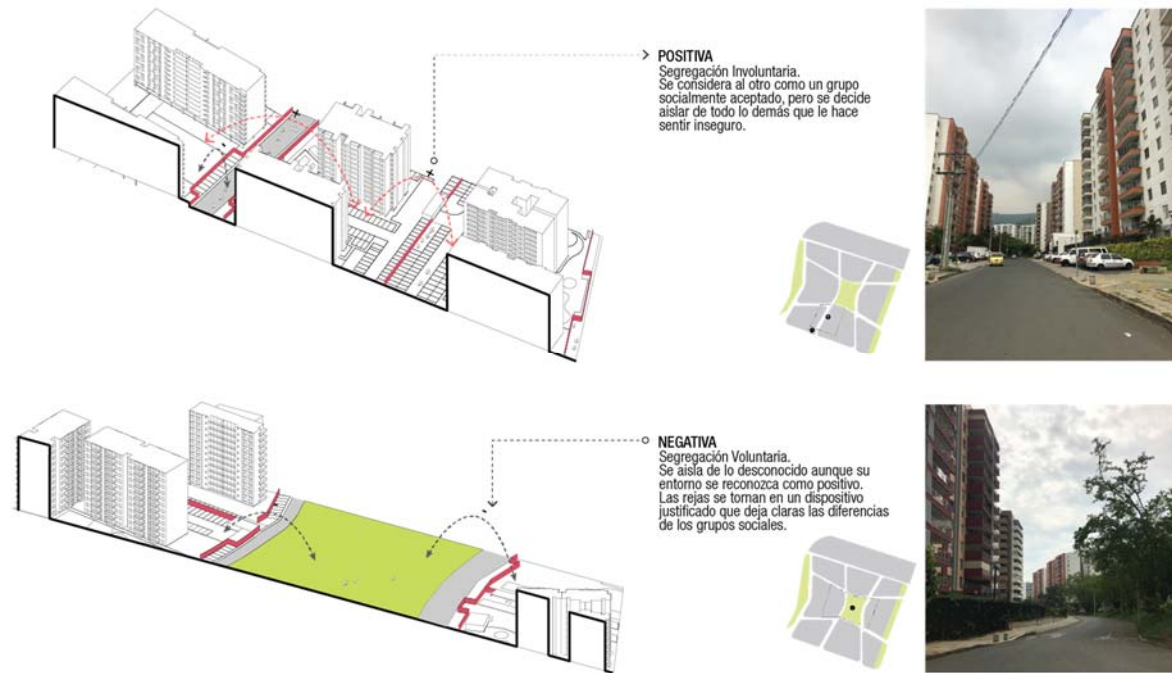 POSITIVA
Segregación Involuntaria.
Se considera al otro como un grupo
socialmente aceptado, pero se decide
aislar de todo lo demás que le hace
sentir inseguro.
NEGATIVA
Segregación Voluntaria.
Se aisla de lo desconocido aunque su
entorno se reconozca como positivo.
Las rejas se tornan en un dispositivo
justificado que deja claras las diferencias
de los grupos sociales.